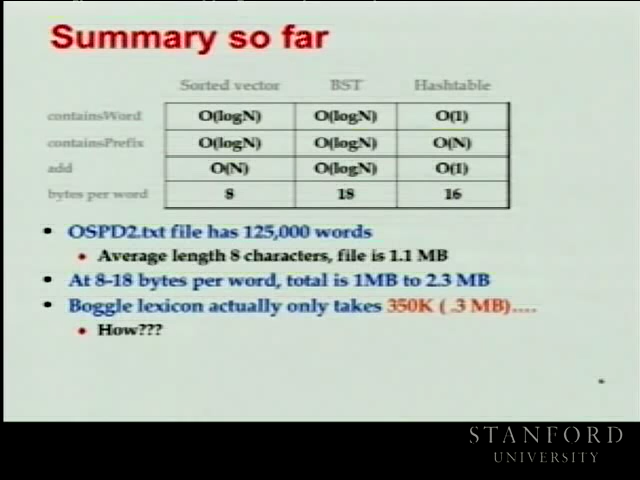 Summary so far
Sorted vector BST Hashtable
containsWord O(logN) O(logN) O(1)
containsPrefix O(logN) O(logN) O(N)
add O(N) O(logN) O(1)
bytes per word 8 18 16
• OSPD2.txt file has 125,000 words
• Average length 8 characters, file is 1.1 MB
• At 8-18 bytes per word, total is 1MB to 2.3 MB
• Boggle lexicon actually only takes 350K ( .3 MB)....
• How???
STANFORD
UNIVERSITY